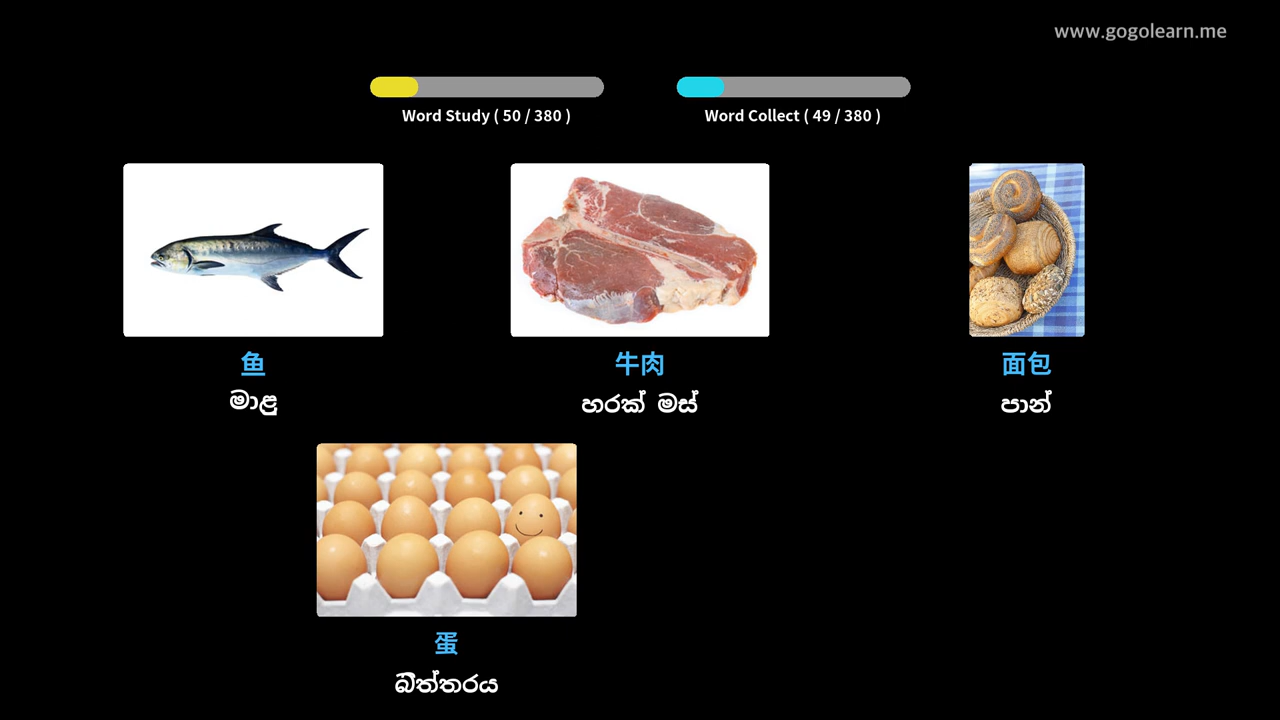 www.gogolearn.me
Word Study ( 50 / 380 )
Word Collect ( 49 / 380 )
鱼
මාළු
牛肉
හරක් මස්
面包
පාන්
蛋
බිත්තරය